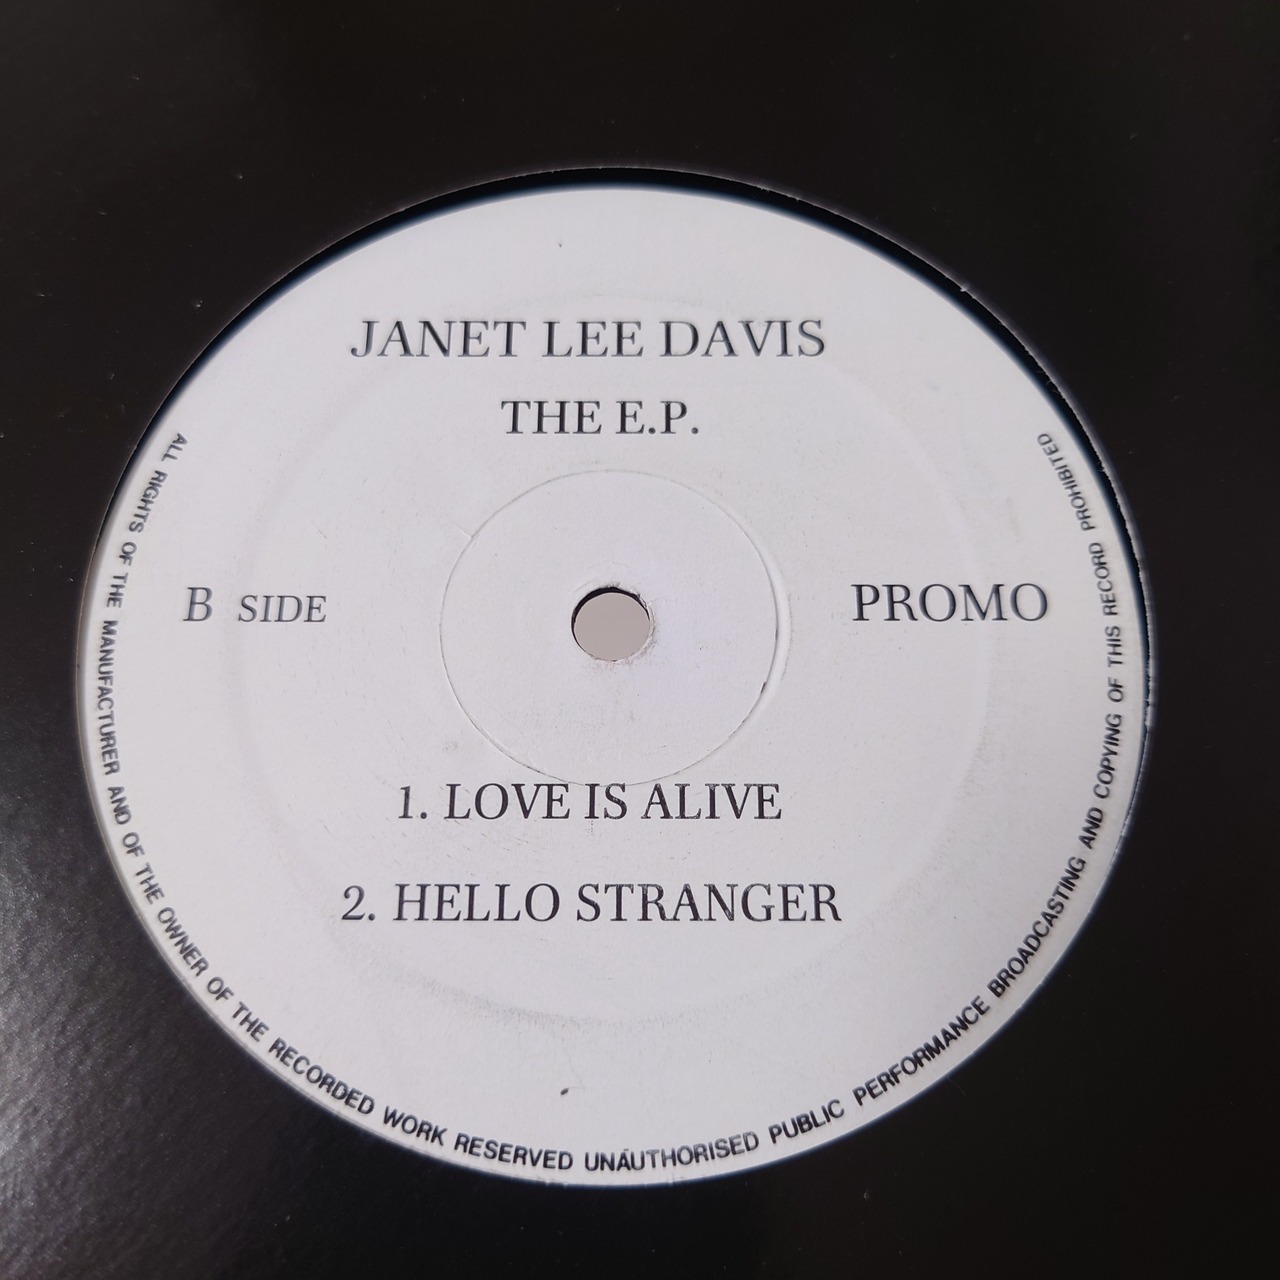 JANET LEE DAVIS
THE E.P.
B SIDE
PROMO
1. LOVE IS ALIVE
2. HELLO STRANGER
ALL RIGHTS OF THE MANUFACTURER AND OF THE OWNER OF THE RECORDED WORK RESERVED UNAUTHORISED PUBLIC PERFORMANCE BROADCASTING AND COPYING OF THIS RECORD PROHIBITED